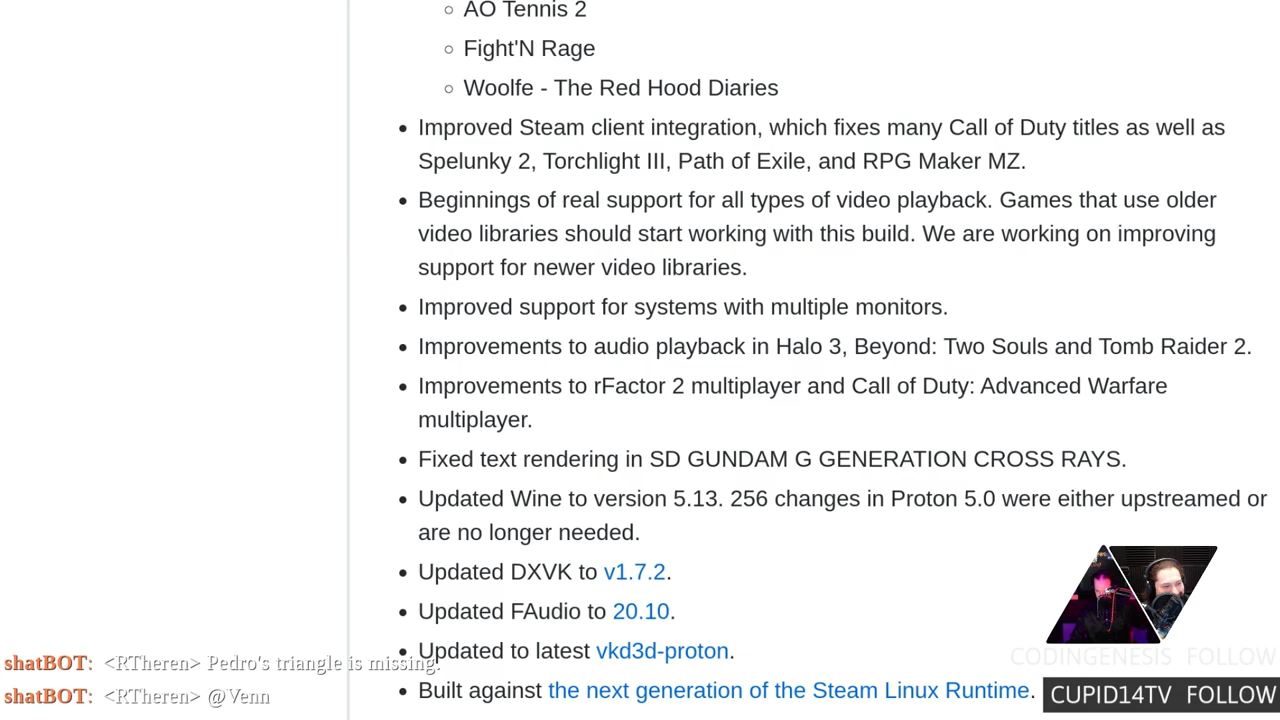 AO Tennis 2
Fight'N Rage
Woolfe - The Red Hood Diaries
Improved Steam client integration, which fixes many Call of Duty titles as well as
Spelunky 2, Torchlight III, Path of Exile, and RPG Maker MZ.
Beginnings of real support for all types of video playback. Games that use older
video libraries should start working with this build. We are working on improving
support for newer video libraries.
Improved support for systems with multiple monitors.
Improvements to audio playback in Halo 3, Beyond: Two Souls and Tomb Raider 2.
Improvements to rFactor 2 multiplayer and Call of Duty: Advanced Warfare
multiplayer.
Fixed text rendering in SD GUNDAM G GENERATION CROSS RAYS.
Updated Wine to version 5.13. 256 changes in Proton 5.0 were either upstreamed or
are no longer needed.
Updated DXVK to v1.7.2.
Updated FAudio to 20.10.
Updated to latest vkd3d-proton.
Built against the next generation of the Steam Linux Runtime.
shatBOT: <RTheren> Pedro's triangle is missing.
shatBOT: <RTheren> @Venn
CODINGENESIS FOLLOW
CUPID14TV FOLLOW